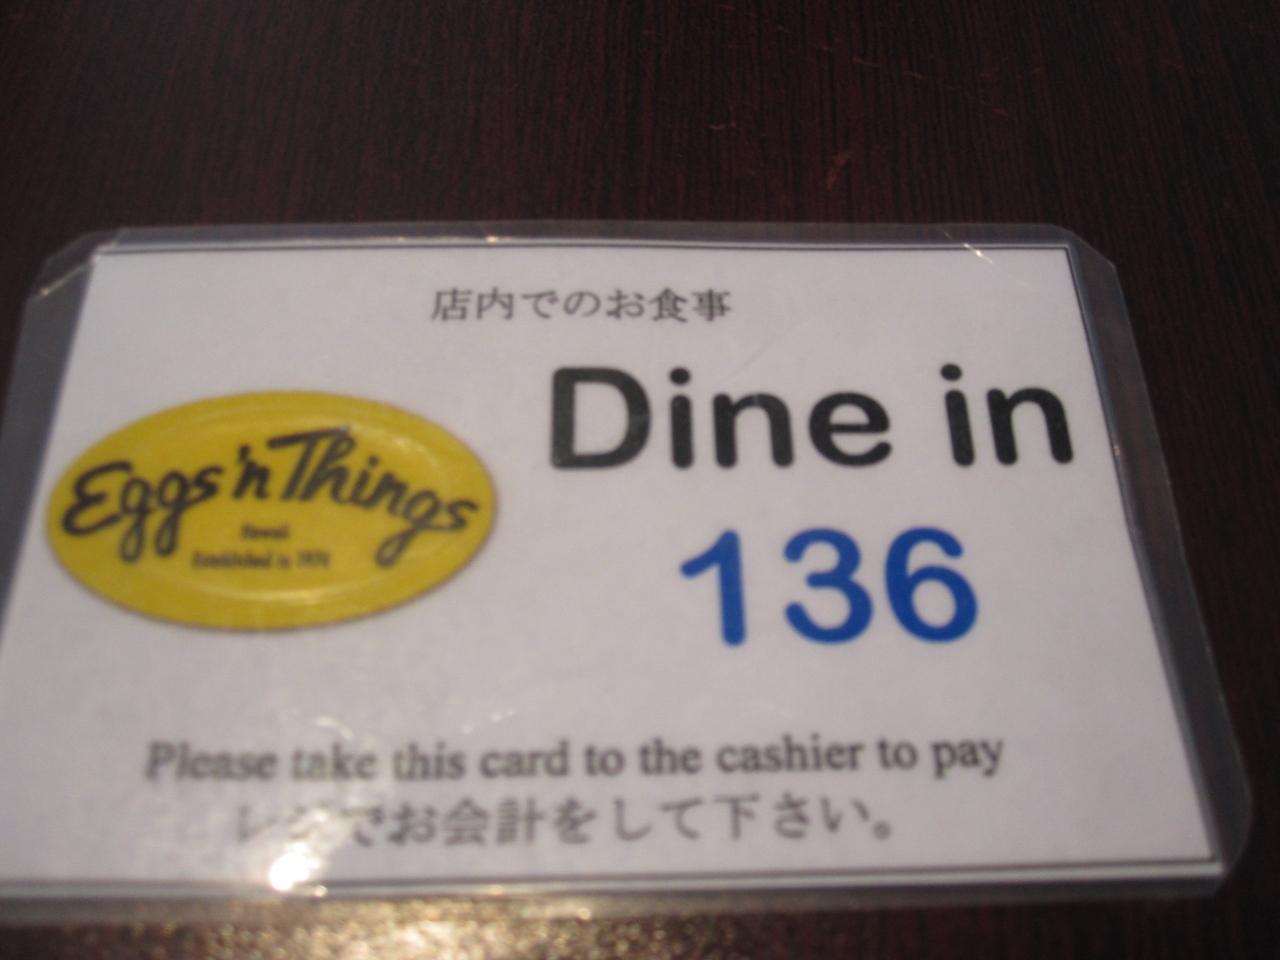 店内でのお食事
Dine in
Eggs 'n Things
Hawaii
Established in 1974
136
Please take this card to the cashier to pay
レジでお会計をして下さい。